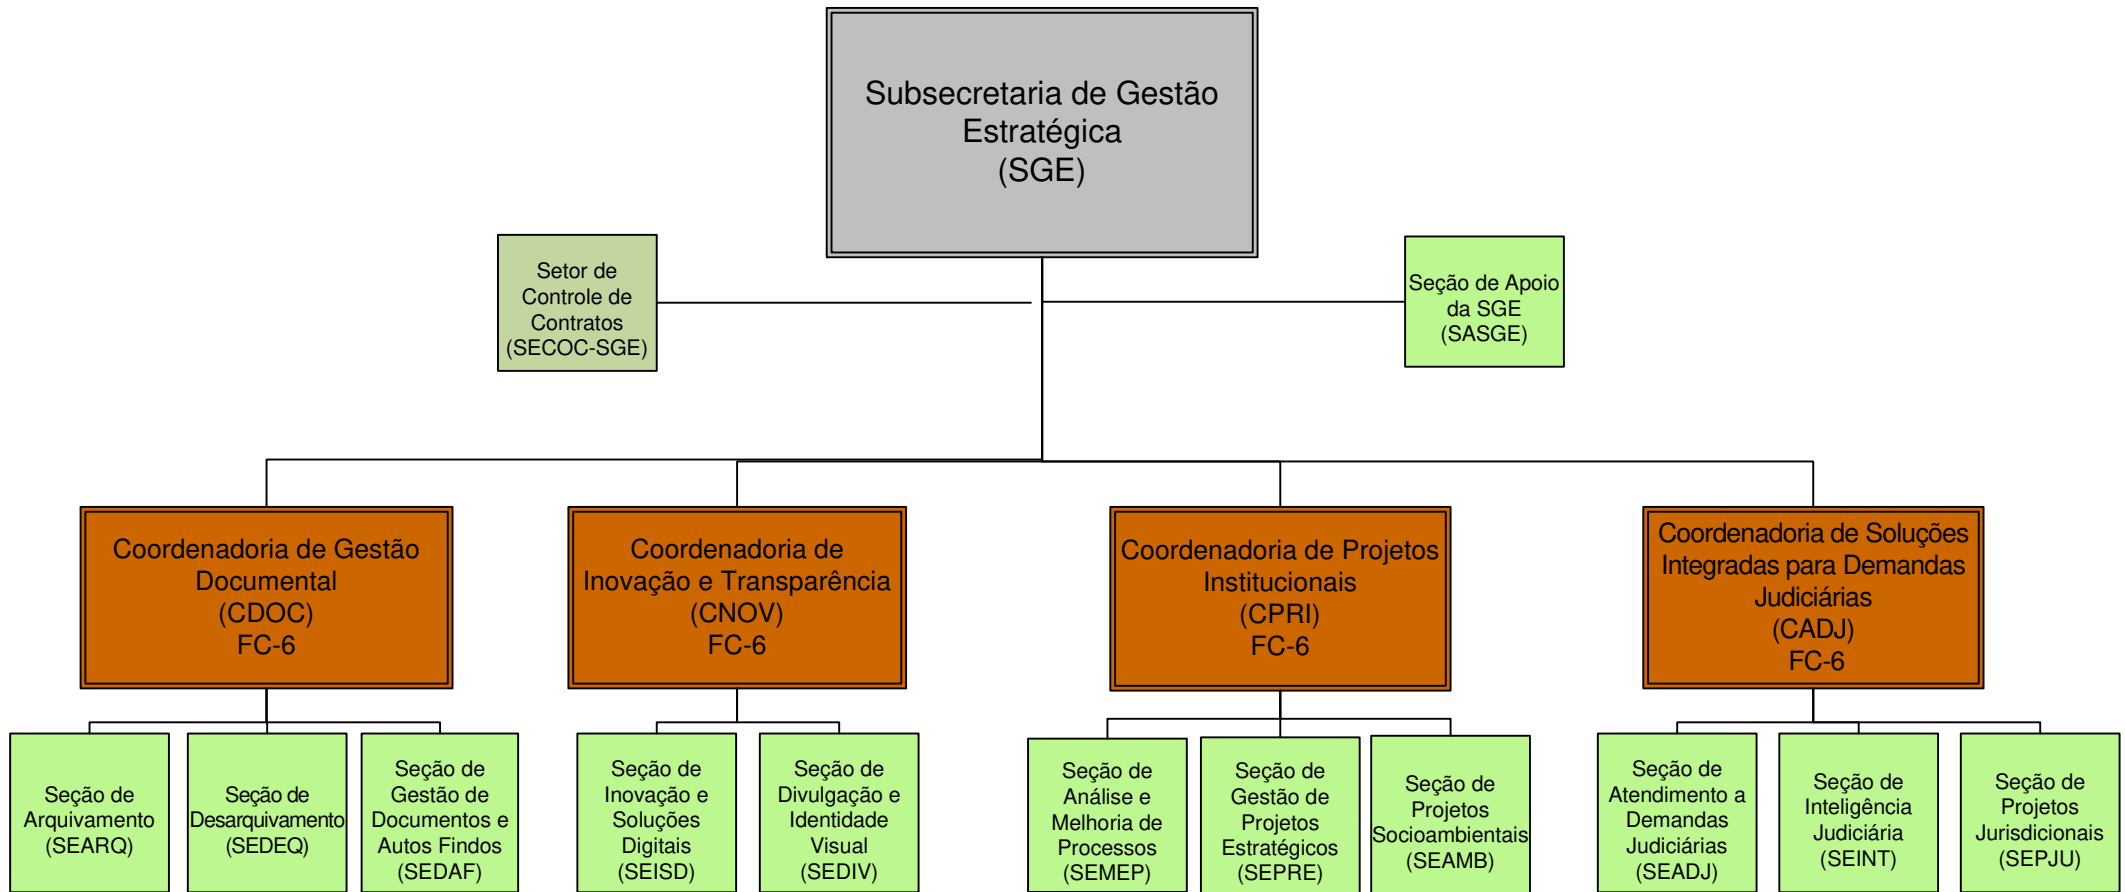 Subsecretaria de Gestão
Estratégica
(SGE)
Setor de
Controle de
Contratos
(SECOC-SGE)
Seção de Apoio
da SGE
(SASGE)
Coordenadoria de Gestão
Documental
(CDOC)
FC-6
Coordenadoria de
Inovação e Transparência
(CNOV)
FC-6
Coordenadoria de Projetos
Institucionais
(CPRI)
FC-6
Coordenadoria de Soluções
Integradas para Demandas
Judiciárias
(CADJ)
FC-6
Seção de
Arquivamento
(SEARQ)
Seção de
Desarquivamento
(SEDEQ)
Seção de
Gestão de
Documentos e
Autos Findos
(SEDAF)
Seção de
Inovação e
Soluções
Digitais
(SEISD)
Seção de
Divulgação e
Identidade
Visual
(SEDIV)
Seção de
Análise e
Melhoria de
Processos
(SEMEP)
Seção de
Gestão de
Projetos
Estratégicos
(SEPRE)
Seção de
Projetos
Socioambientais
(SEAMB)
Seção de
Atendimento a
Demandas
Judiciárias
(SEADJ)
Seção de
Inteligência
Judiciária
(SEINT)
Seção de
Projetos
Jurisdicionais
(SEPJU)